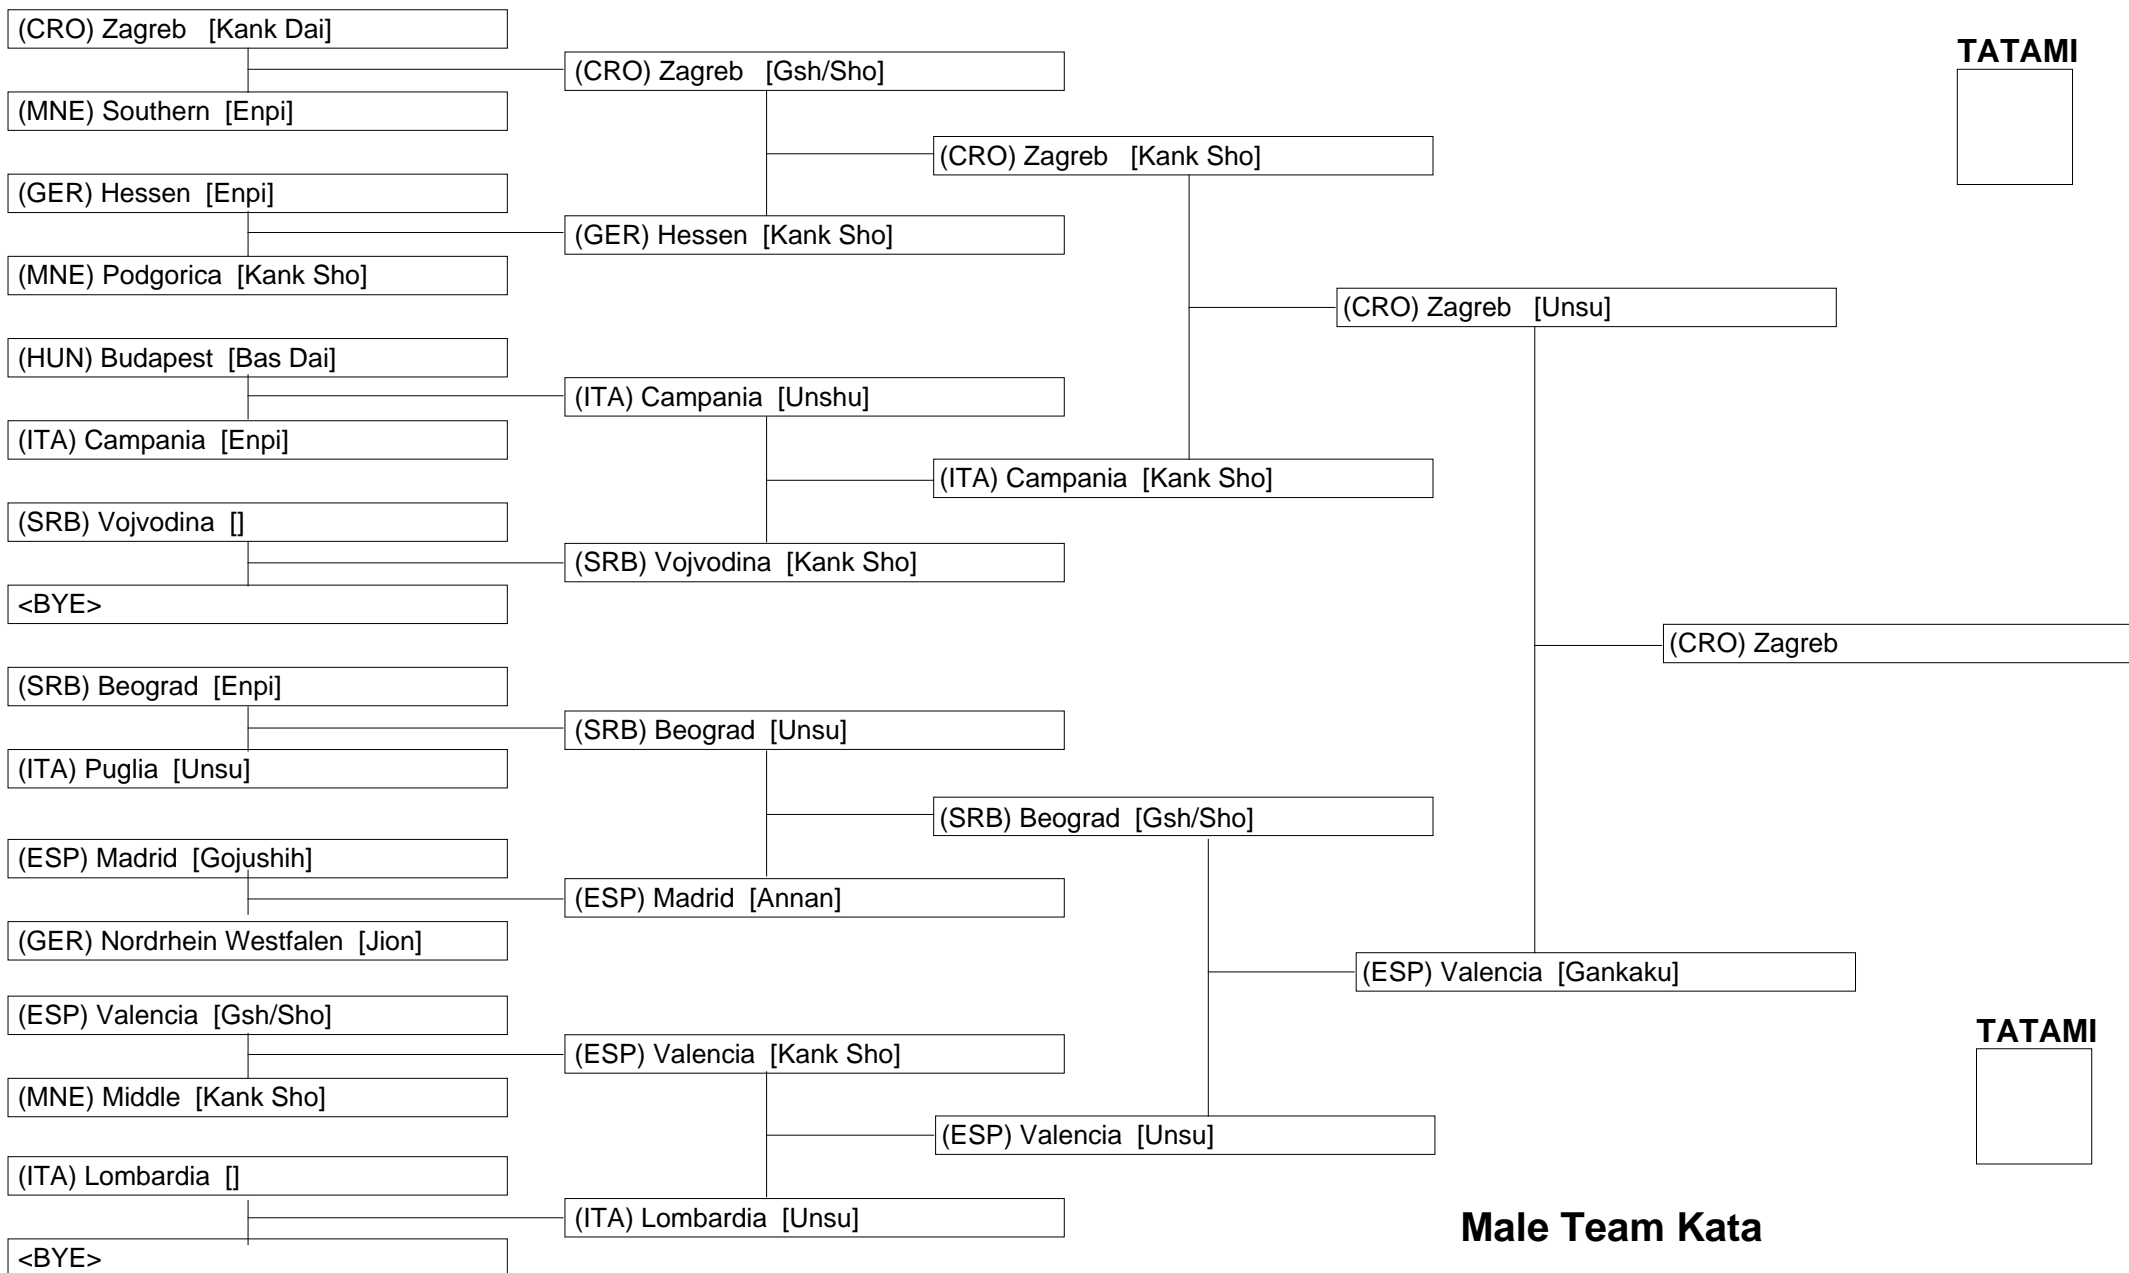 (CRO) Zagreb   [Kank Dai]
(MNE) Southern  [Enpi]
(GER) Hessen  [Enpi]
(MNE) Podgorica  [Kank Sho]
(HUN) Budapest  [Bas Dai]
(ITA) Campania  [Enpi]
(SRB) Vojvodina  []
<BYE>
(SRB) Beograd  [Enpi]
(ITA) Puglia  [Unsu]
(ESP) Madrid  [Gojushih]
(GER) Nordrhein Westfalen  [Jion]
(ESP) Valencia  [Gsh/Sho]
(MNE) Middle  [Kank Sho]
(ITA) Lombardia  []
<BYE>
(CRO) Zagreb   [Gsh/Sho]
(GER) Hessen  [Kank Sho]
(ITA) Campania  [Unshu]
(SRB) Vojvodina  [Kank Sho]
(SRB) Beograd  [Unsu]
(ESP) Madrid  [Annan]
(ESP) Valencia  [Kank Sho]
(ITA) Lombardia  [Unsu]
(CRO) Zagreb   [Kank Sho]
(ITA) Campania  [Kank Sho]
(SRB) Beograd  [Gsh/Sho]
(ESP) Valencia  [Unsu]
(CRO) Zagreb   [Unsu]
(ESP) Valencia  [Gankaku]
(CRO) Zagreb
TATAMI
TATAMI
Male Team Kata